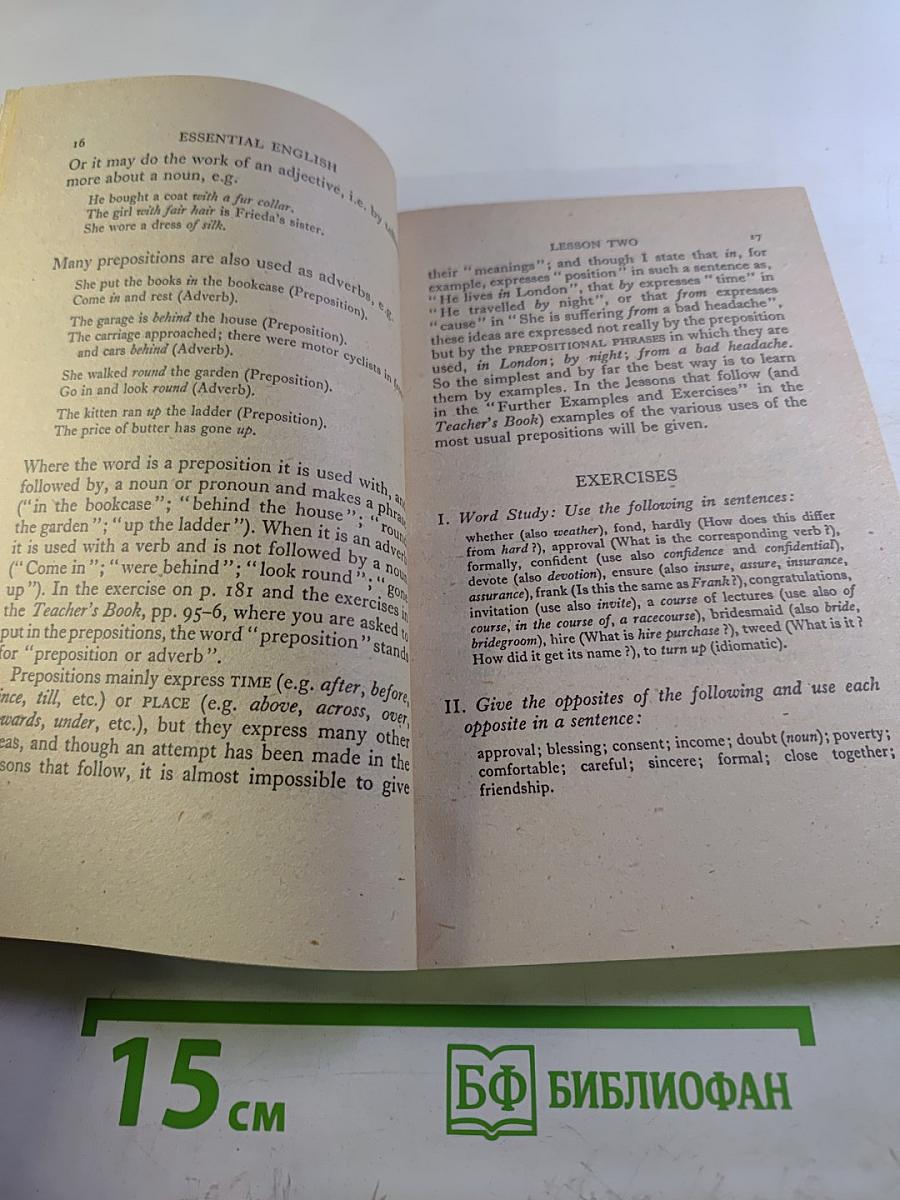 16
ESSENTIAL ENGLISH
Or it may do the work of an adjective, i.e. by
more about a noun, e.g.
He bought a coat with a fur collar.
The girl with fair hair is Frieda's sister.
She wore a dress of silk.
Many prepositions are also used as adverbs, e.g.
She put the books in the bookcase (Preposition).
Come in and rest (Adverb).
The garage is behind the house (Preposition).
The carriage approached; there were motor cyclists in
and cars behind (Adverb).
She walked round the garden (Preposition).
Go in and look round (Adverb).
The kitten ran up the ladder (Preposition).
The price of butter has gone up.
Where the word is a preposition it is used with,
followed by, a noun or pronoun and makes a
("in the bookcase"; "behind the house";
the garden"; "up the ladder"). When it is an
it is used with a verb and is not followed by a
("Come in"; "were behind"; "look round"; "gone
up"). In the exercise on p. 181 and the exercises
the Teacher's Book, pp. 95–6, where you are asked
put in the prepositions, the word "preposition" stands
for "preposition or adverb".
Prepositions mainly express TIME (e.g. after, before,
etc.) or PLACE (e.g. above, across, over,
under, etc.), but they express many other
and though an attempt has been made in the
that follow, it is almost impossible to give
LESSON TWO
17
their "meanings"; and though I state that in, for
example, expresses "position" in such a sentence as,
"He lives in London", that by expresses "time" in
"He travelled by night", or that from expresses
"cause" in "She is suffering from a bad headache",
these ideas are expressed not really by the preposition
but by the PREPOSITIONAL PHRASES in which they are
used, in London; by night; from a bad headache.
So the simplest and by far the best way is to learn
them by examples. In the lessons that follow (and
in the "Further Examples and Exercises" in the
Teacher's Book) examples of the various uses of the
most usual prepositions will be given.
EXERCISES
I. Word Study: Use the following in sentences:
whether (also weather), fond, hardly (How does this differ
from hard?), approval (What is the corresponding verb?),
formally, confident (use also confidence and confidential),
devote (also devotion), ensure (also insure, assure, insurance,
assurance), frank (Is this the same as Frank?), congratulations,
invitation (use also invite), a course of lectures (use also of
course, in the course of, a racecourse), bridesmaid (also bride,
bridegroom), hire (What is hire purchase?), tweed (What is it?
How did it get its name?), to turn up (idiomatic).
II. Give the opposites of the following and use each
opposite in a sentence:
approval; blessing; consent; income; doubt (noun); poverty;
comfortable; careful; sincere; formal; close together;
friendship.
15 см
БФ БИБЛИОФАН